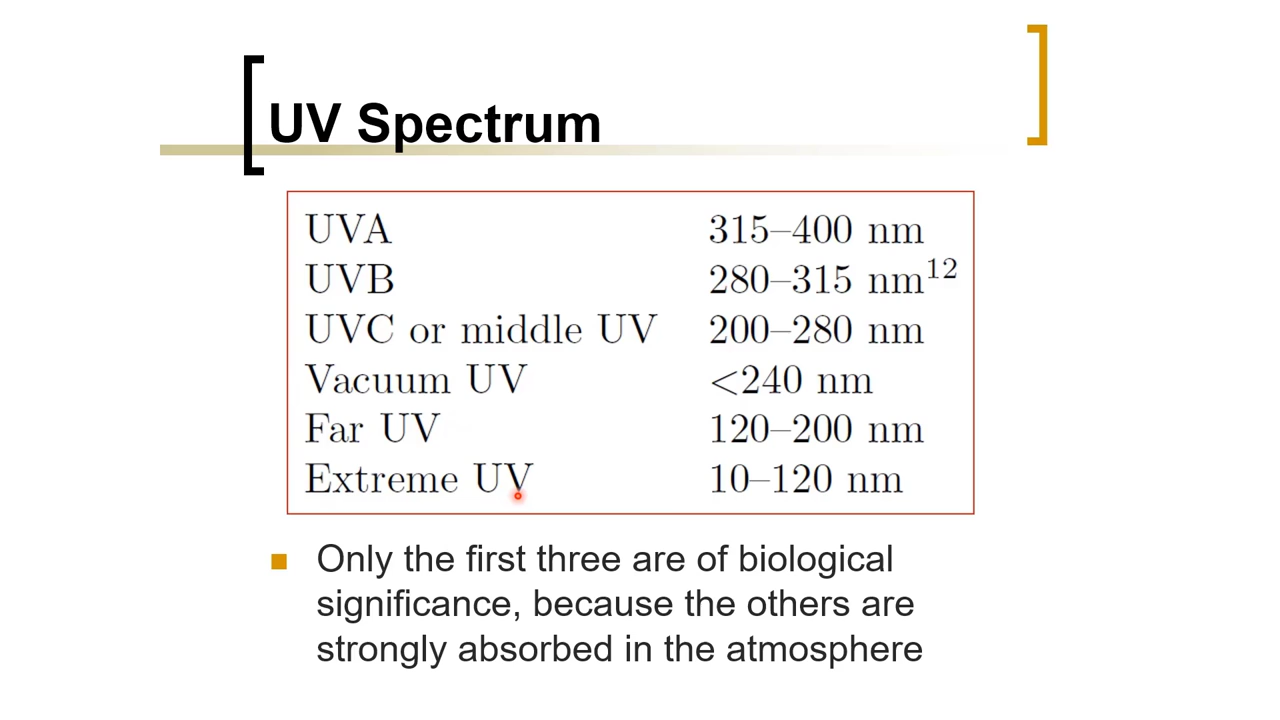 UV Spectrum
UVA 315–400 nm
UVB 280–315 nm¹²
UVC or middle UV 200–280 nm
Vacuum UV <240 nm
Far UV 120–200 nm
Extreme UV 10–120 nm
Only the first three are of biological
significance, because the others are
strongly absorbed in the atmosphere